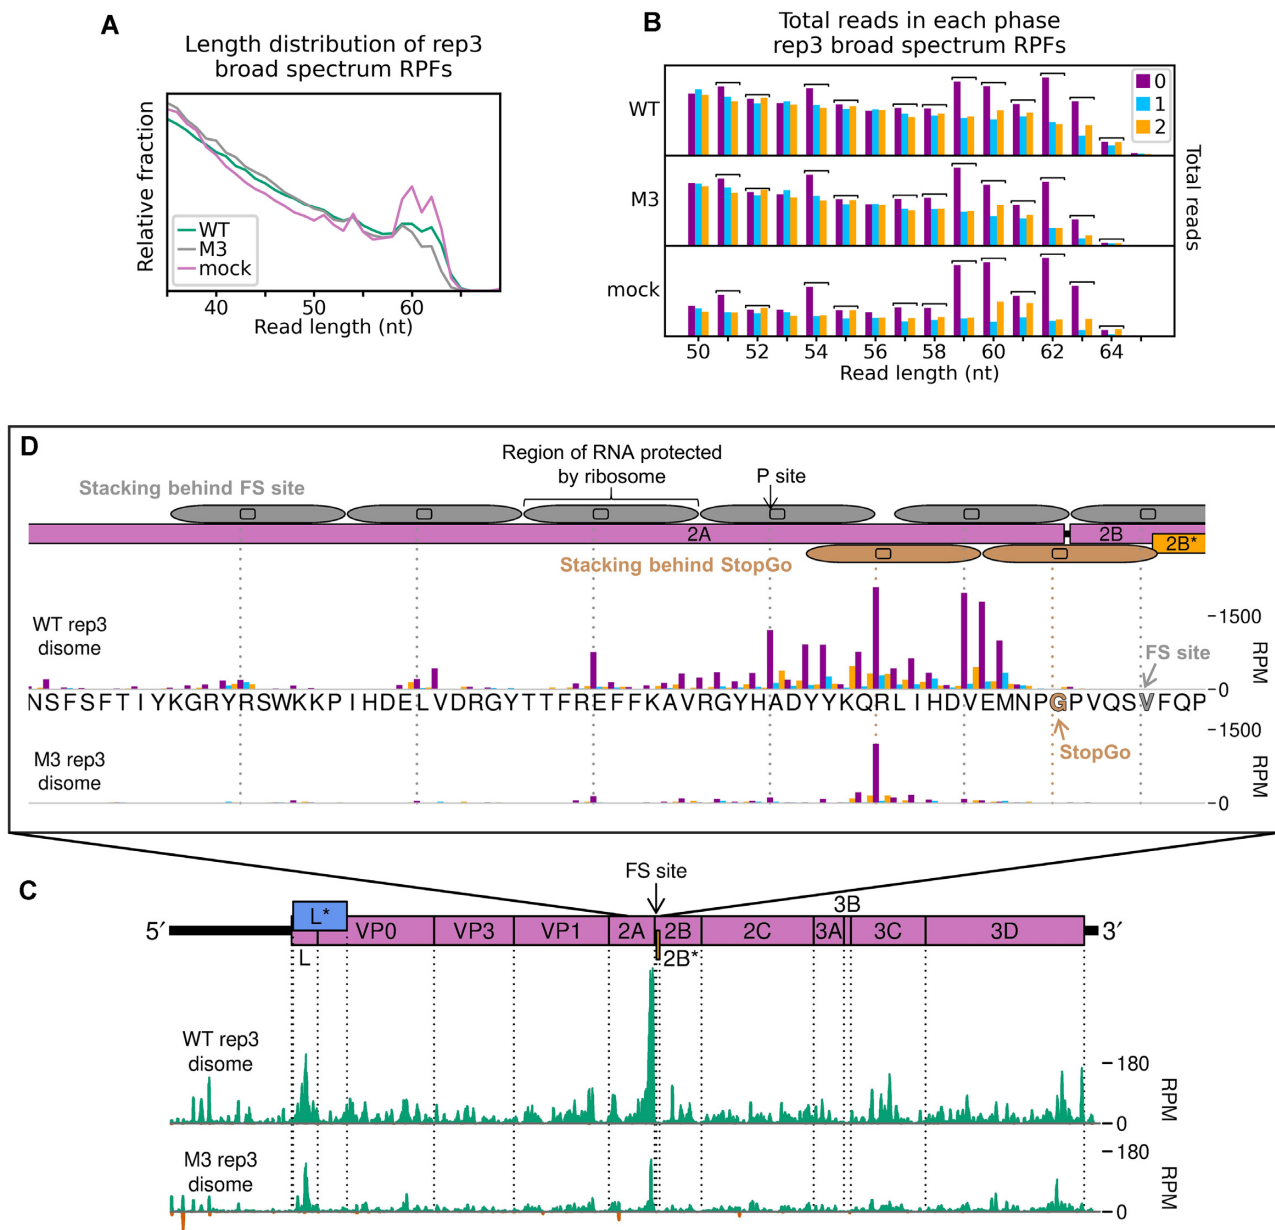 A
Length distribution of rep3
broad spectrum RPFs
Relative fraction
WT
M3
mock
40
50
60
Read length (nt)
B
Total reads in each phase
rep3 broad spectrum RPFs
WT
M3
mock
0
1
2
Total reads
50
52
54
56
58
60
62
64
Read length (nt)
D
Region of RNA protected
by ribosome
P site
Stacking behind FS site
2A
2B
2B*
Stacking behind StopGo
WT rep3
disome
1500
0
RPM
FS site
NSFSFTIYKGRYRSWKKPIHDELVDRGYTTFREFFKAVRGYHADYYKQRLIHDVEMNPGPVQSVFQP
StopGo
M3 rep3
disome
1500
0
RPM
C
FS site
5′
L*
L
VP0
VP3
VP1
2A
2B
2B*
2C
3A
3B
3C
3D
3′
WT rep3
disome
180
0
RPM
M3 rep3
disome
180
0
RPM